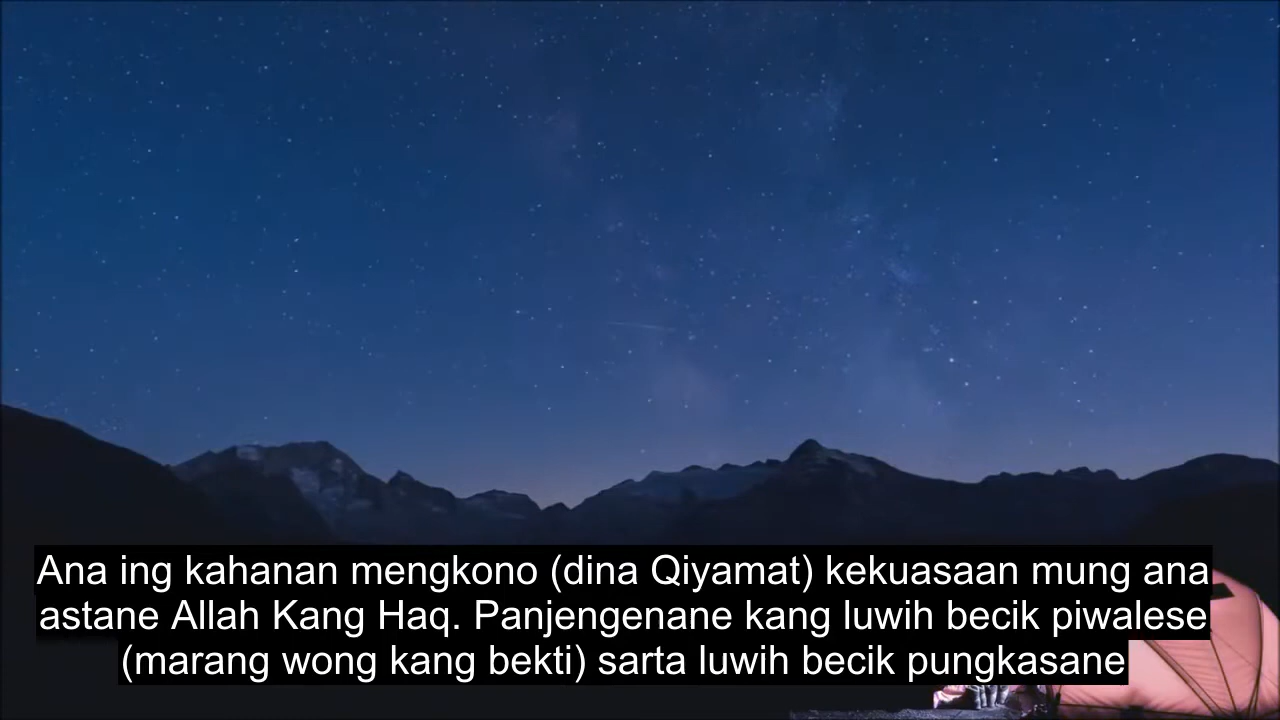 Ana ing kahanan mengkono (dina Qiyamat) kekuasaan mung ana
astane Allah Kang Haq. Panjengenane kang luwih becik piwalese
(marang wong kang bekti) sarta luwih becik pungkasane